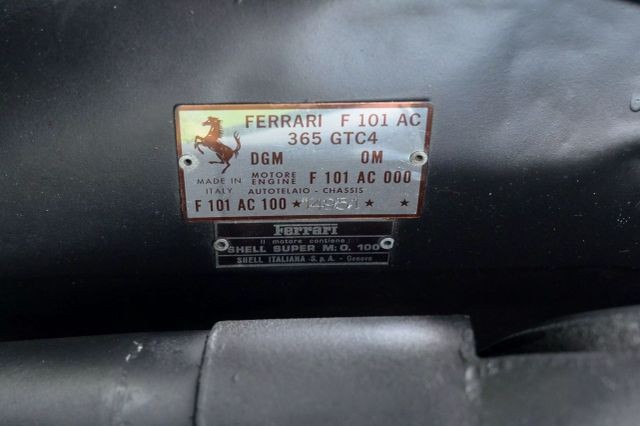 FERRARI F 101 AC
365 GTC4
DGM OM
MADE IN ITALY
MOTORE ENGINE F 101 AC 000
AUTOTELAIO - CHASSIS
F 101 AC 100 ★ ★ ★
Ferrari
Il motore contiene:
SHELL SUPER M.O. 100
SHELL ITALIANA S.p.A. - Genova